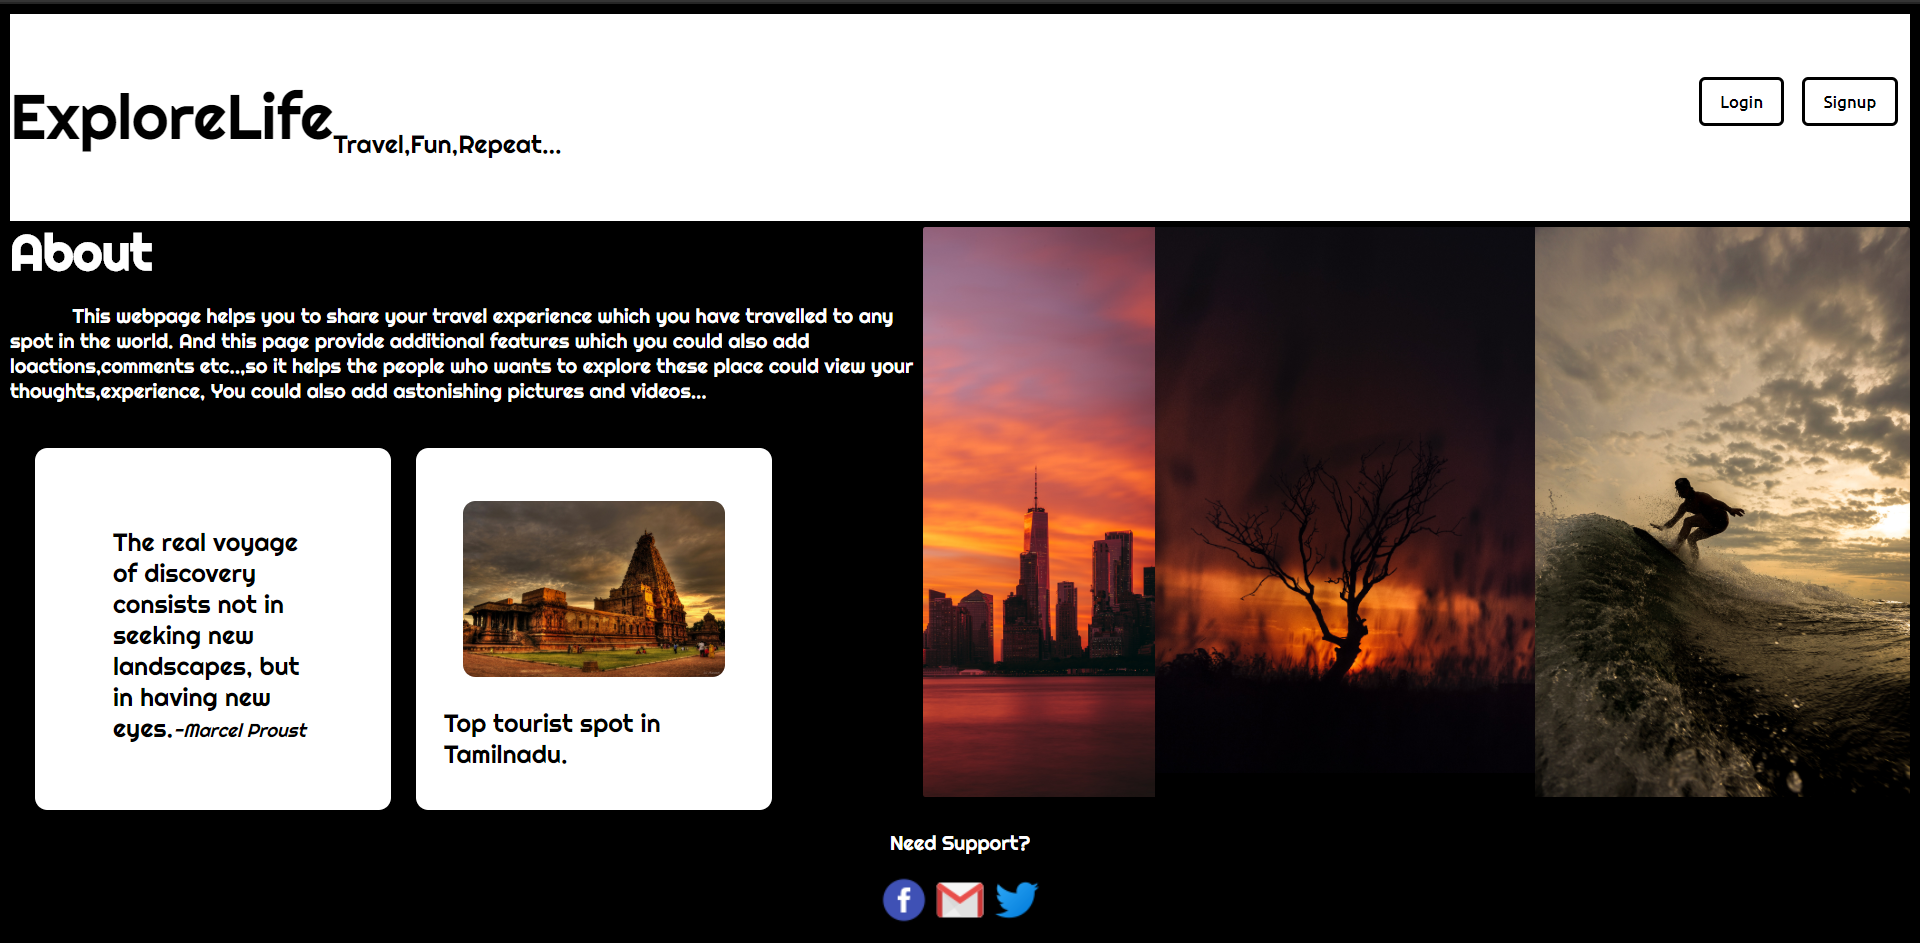 ExploreLife
Travel,Fun,Repeat...
Login
Signup
About
This webpage helps you to share your travel experience which you have travelled to any
spot in the world. And this page provide additional features which you could also add
loactions,comments etc..,so it helps the people who wants to explore these place could view your
thoughts,experience, You could also add astonishing pictures and videos...
The real voyage
of discovery
consists not in
seeking new
landscapes, but
in having new
eyes.-Marcel Proust
Top tourist spot in
Tamilnadu.
Need Support?